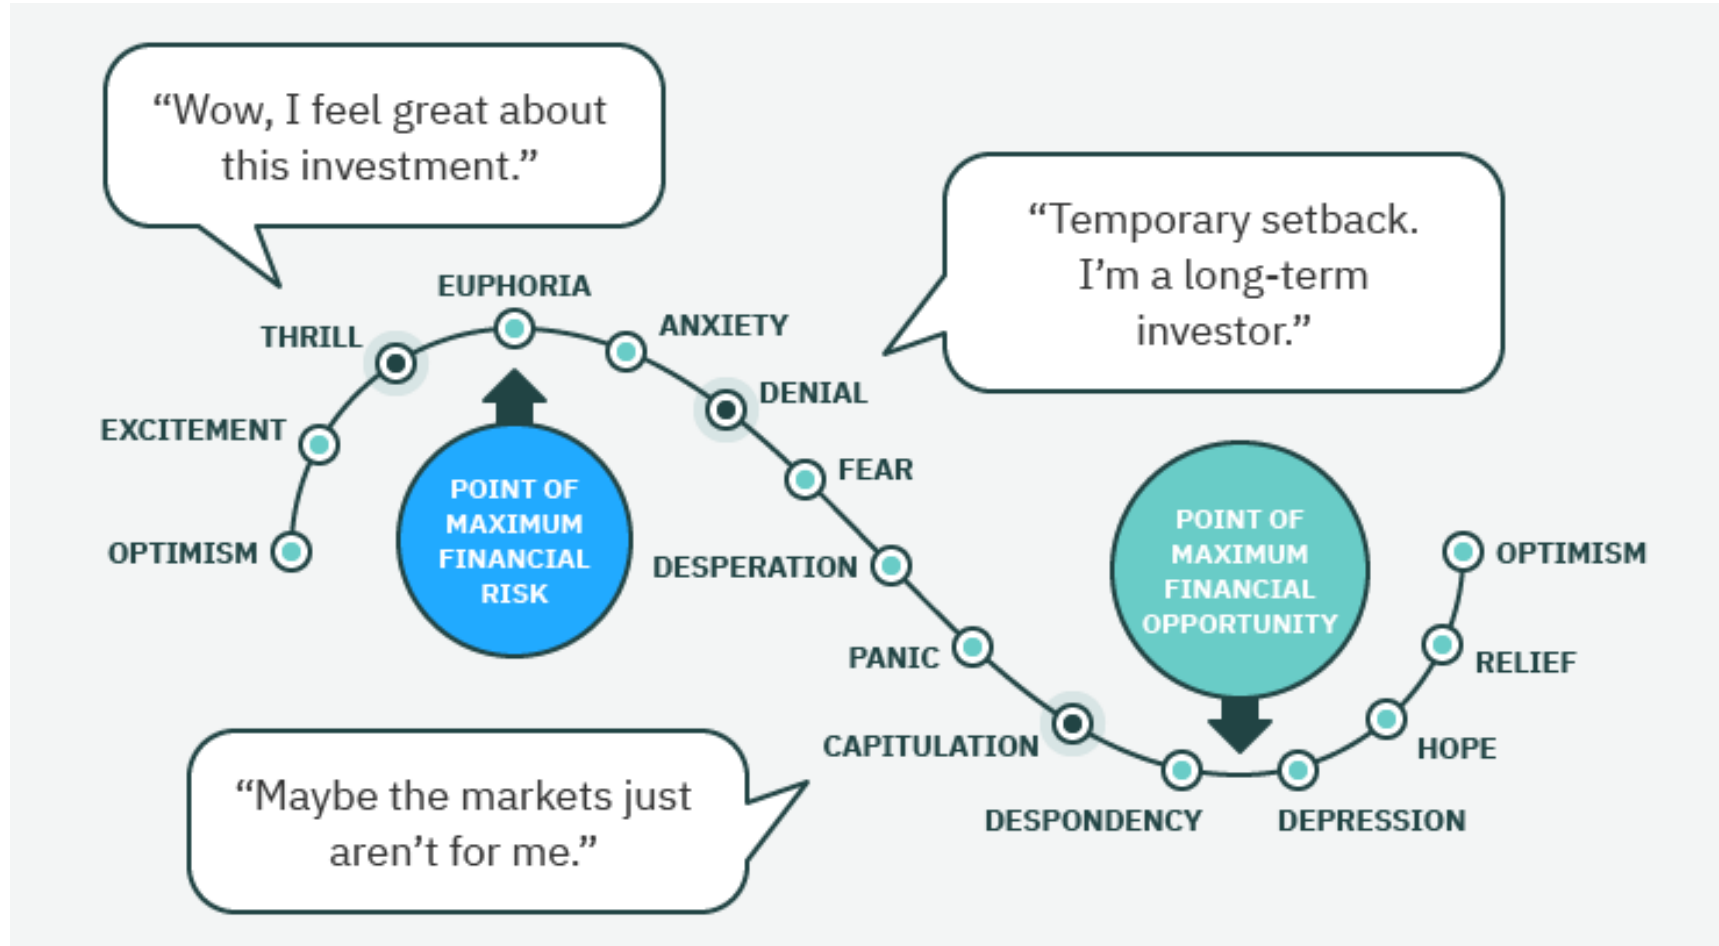 “Wow, I feel great about
this investment.”
“Temporary setback.
I’m a long-term
investor.”
EUPHORIA
THRILL
ANXIETY
DENIAL
EXCITEMENT
FEAR
POINT OF
MAXIMUM
FINANCIAL
RISK
POINT OF
MAXIMUM
FINANCIAL
OPPORTUNITY
OPTIMISM
DESPERATION
OPTIMISM
PANIC
RELIEF
CAPITULATION
HOPE
“Maybe the markets just
aren’t for me.”
DESPONDENCY
DEPRESSION